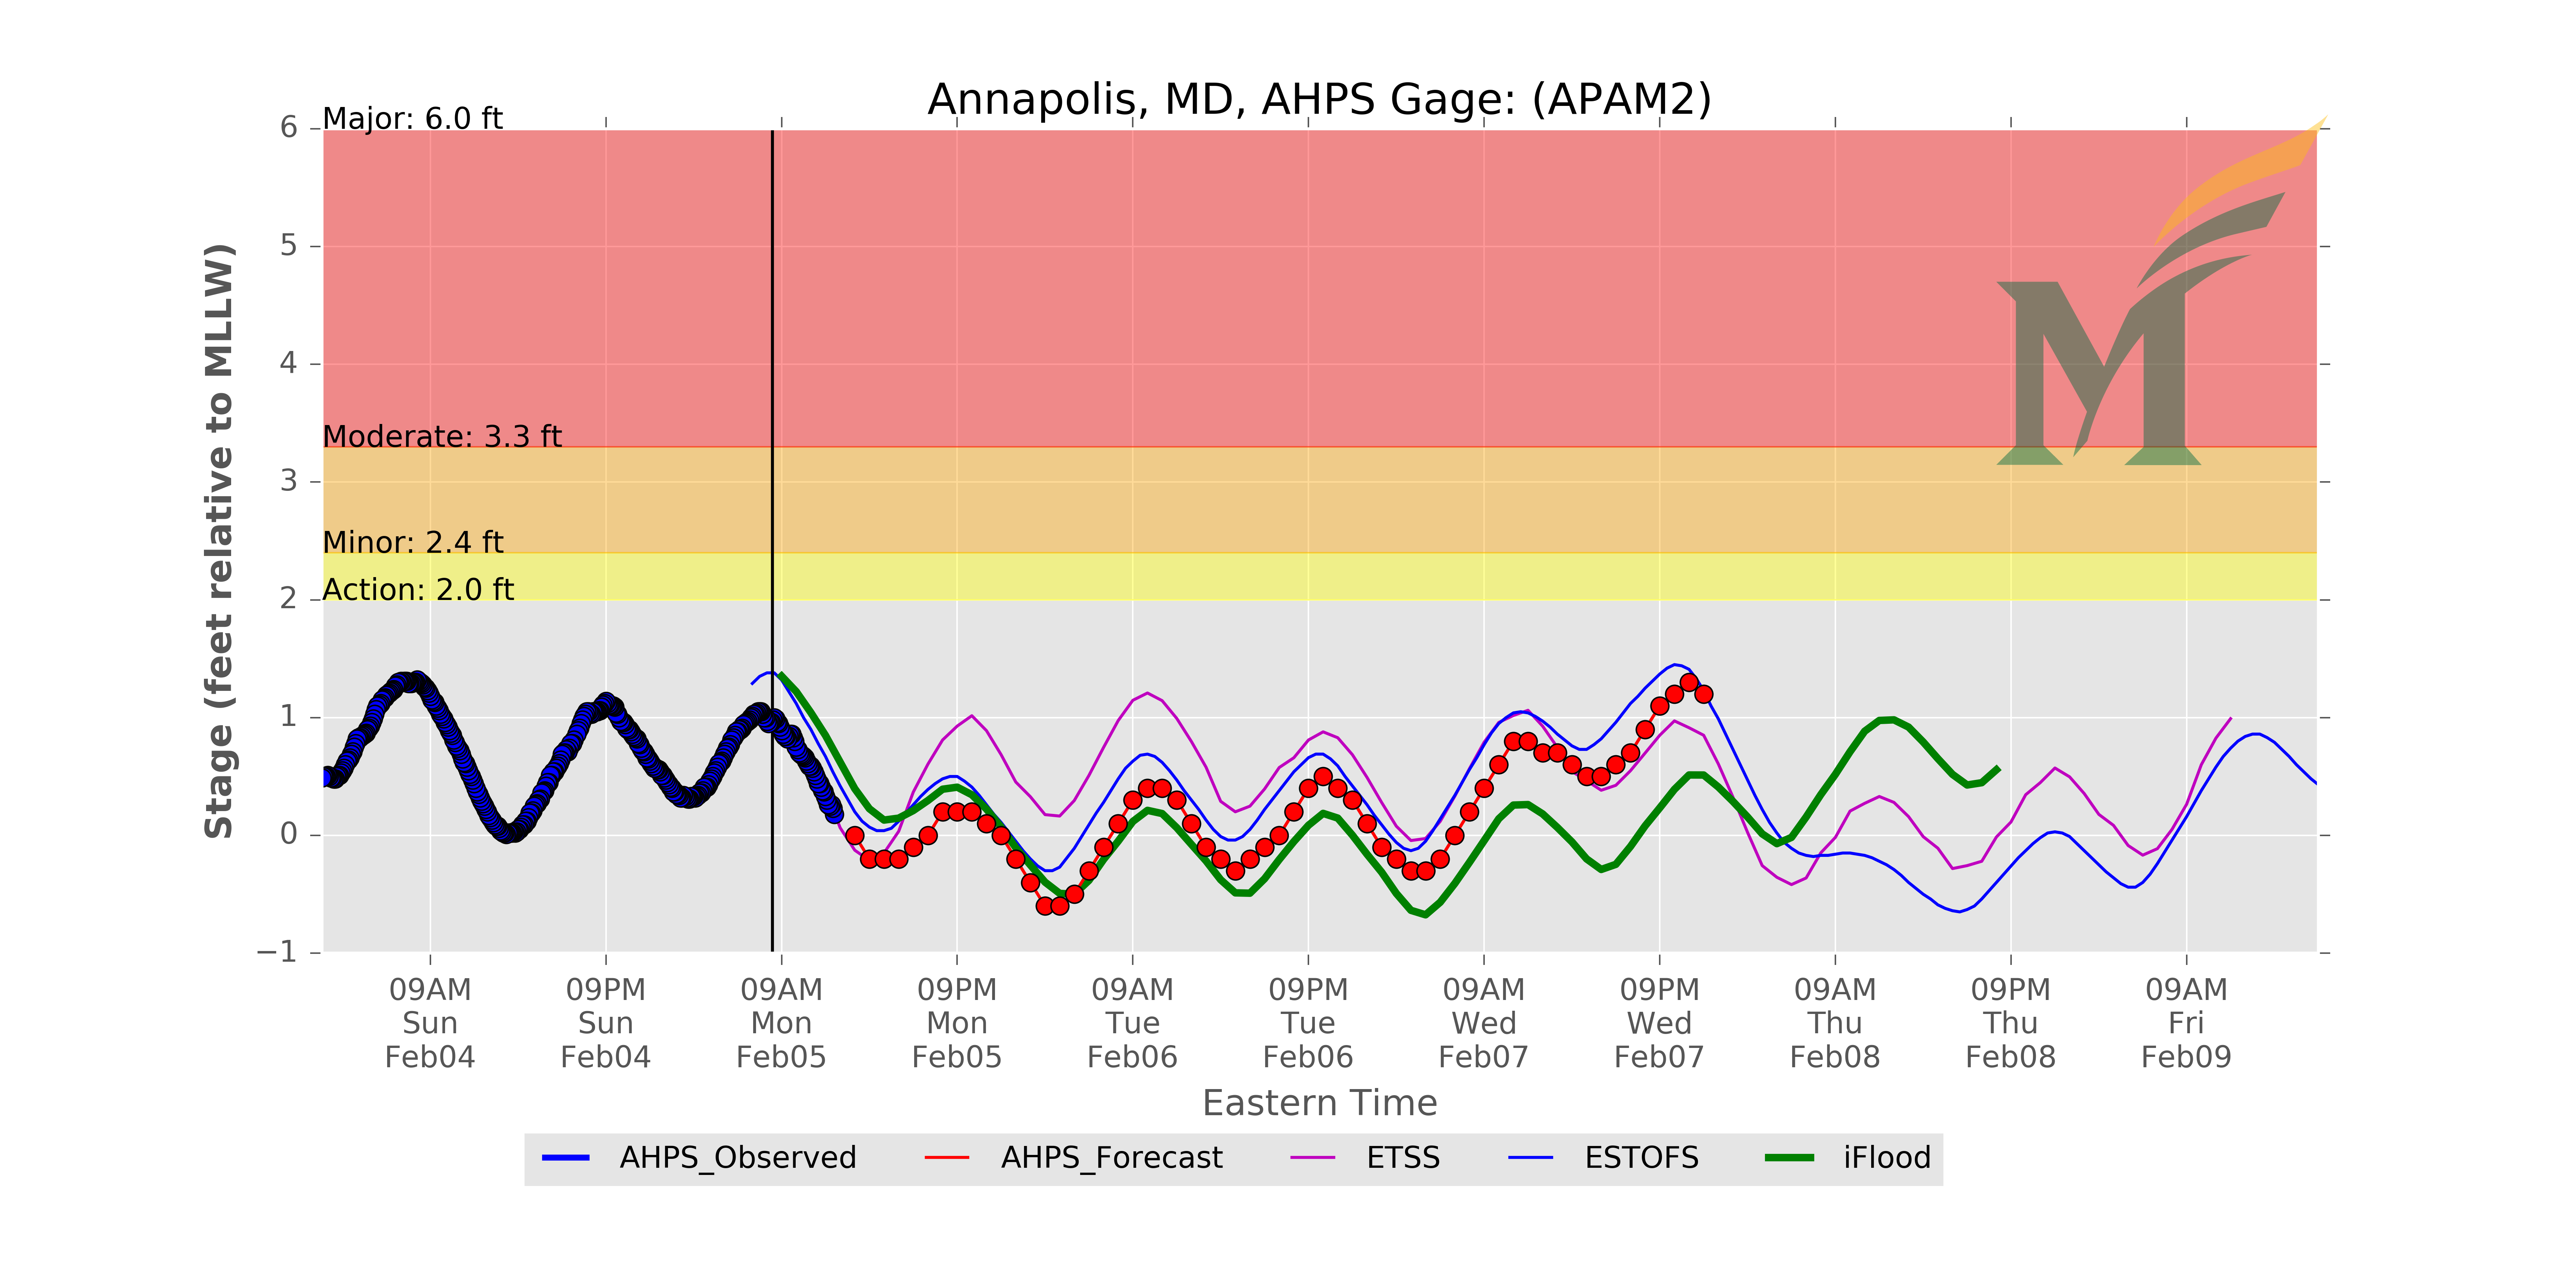 Annapolis, MD, AHPS Gage: (APAM2)
Major: 6.0 ft
Moderate: 3.3 ft
Minor: 2.4 ft
Action: 2.0 ft
6
5
4
3
2
1
0
−1
Stage (feet relative to MLLW)
09AM Sun Feb04
09PM Sun Feb04
09AM Mon Feb05
09PM Mon Feb05
09AM Tue Feb06
09PM Tue Feb06
09AM Wed Feb07
09PM Wed Feb07
09AM Thu Feb08
09PM Thu Feb08
09AM Fri Feb09
Eastern Time
AHPS_Observed
AHPS_Forecast
ETSS
ESTOFS
iFlood
M